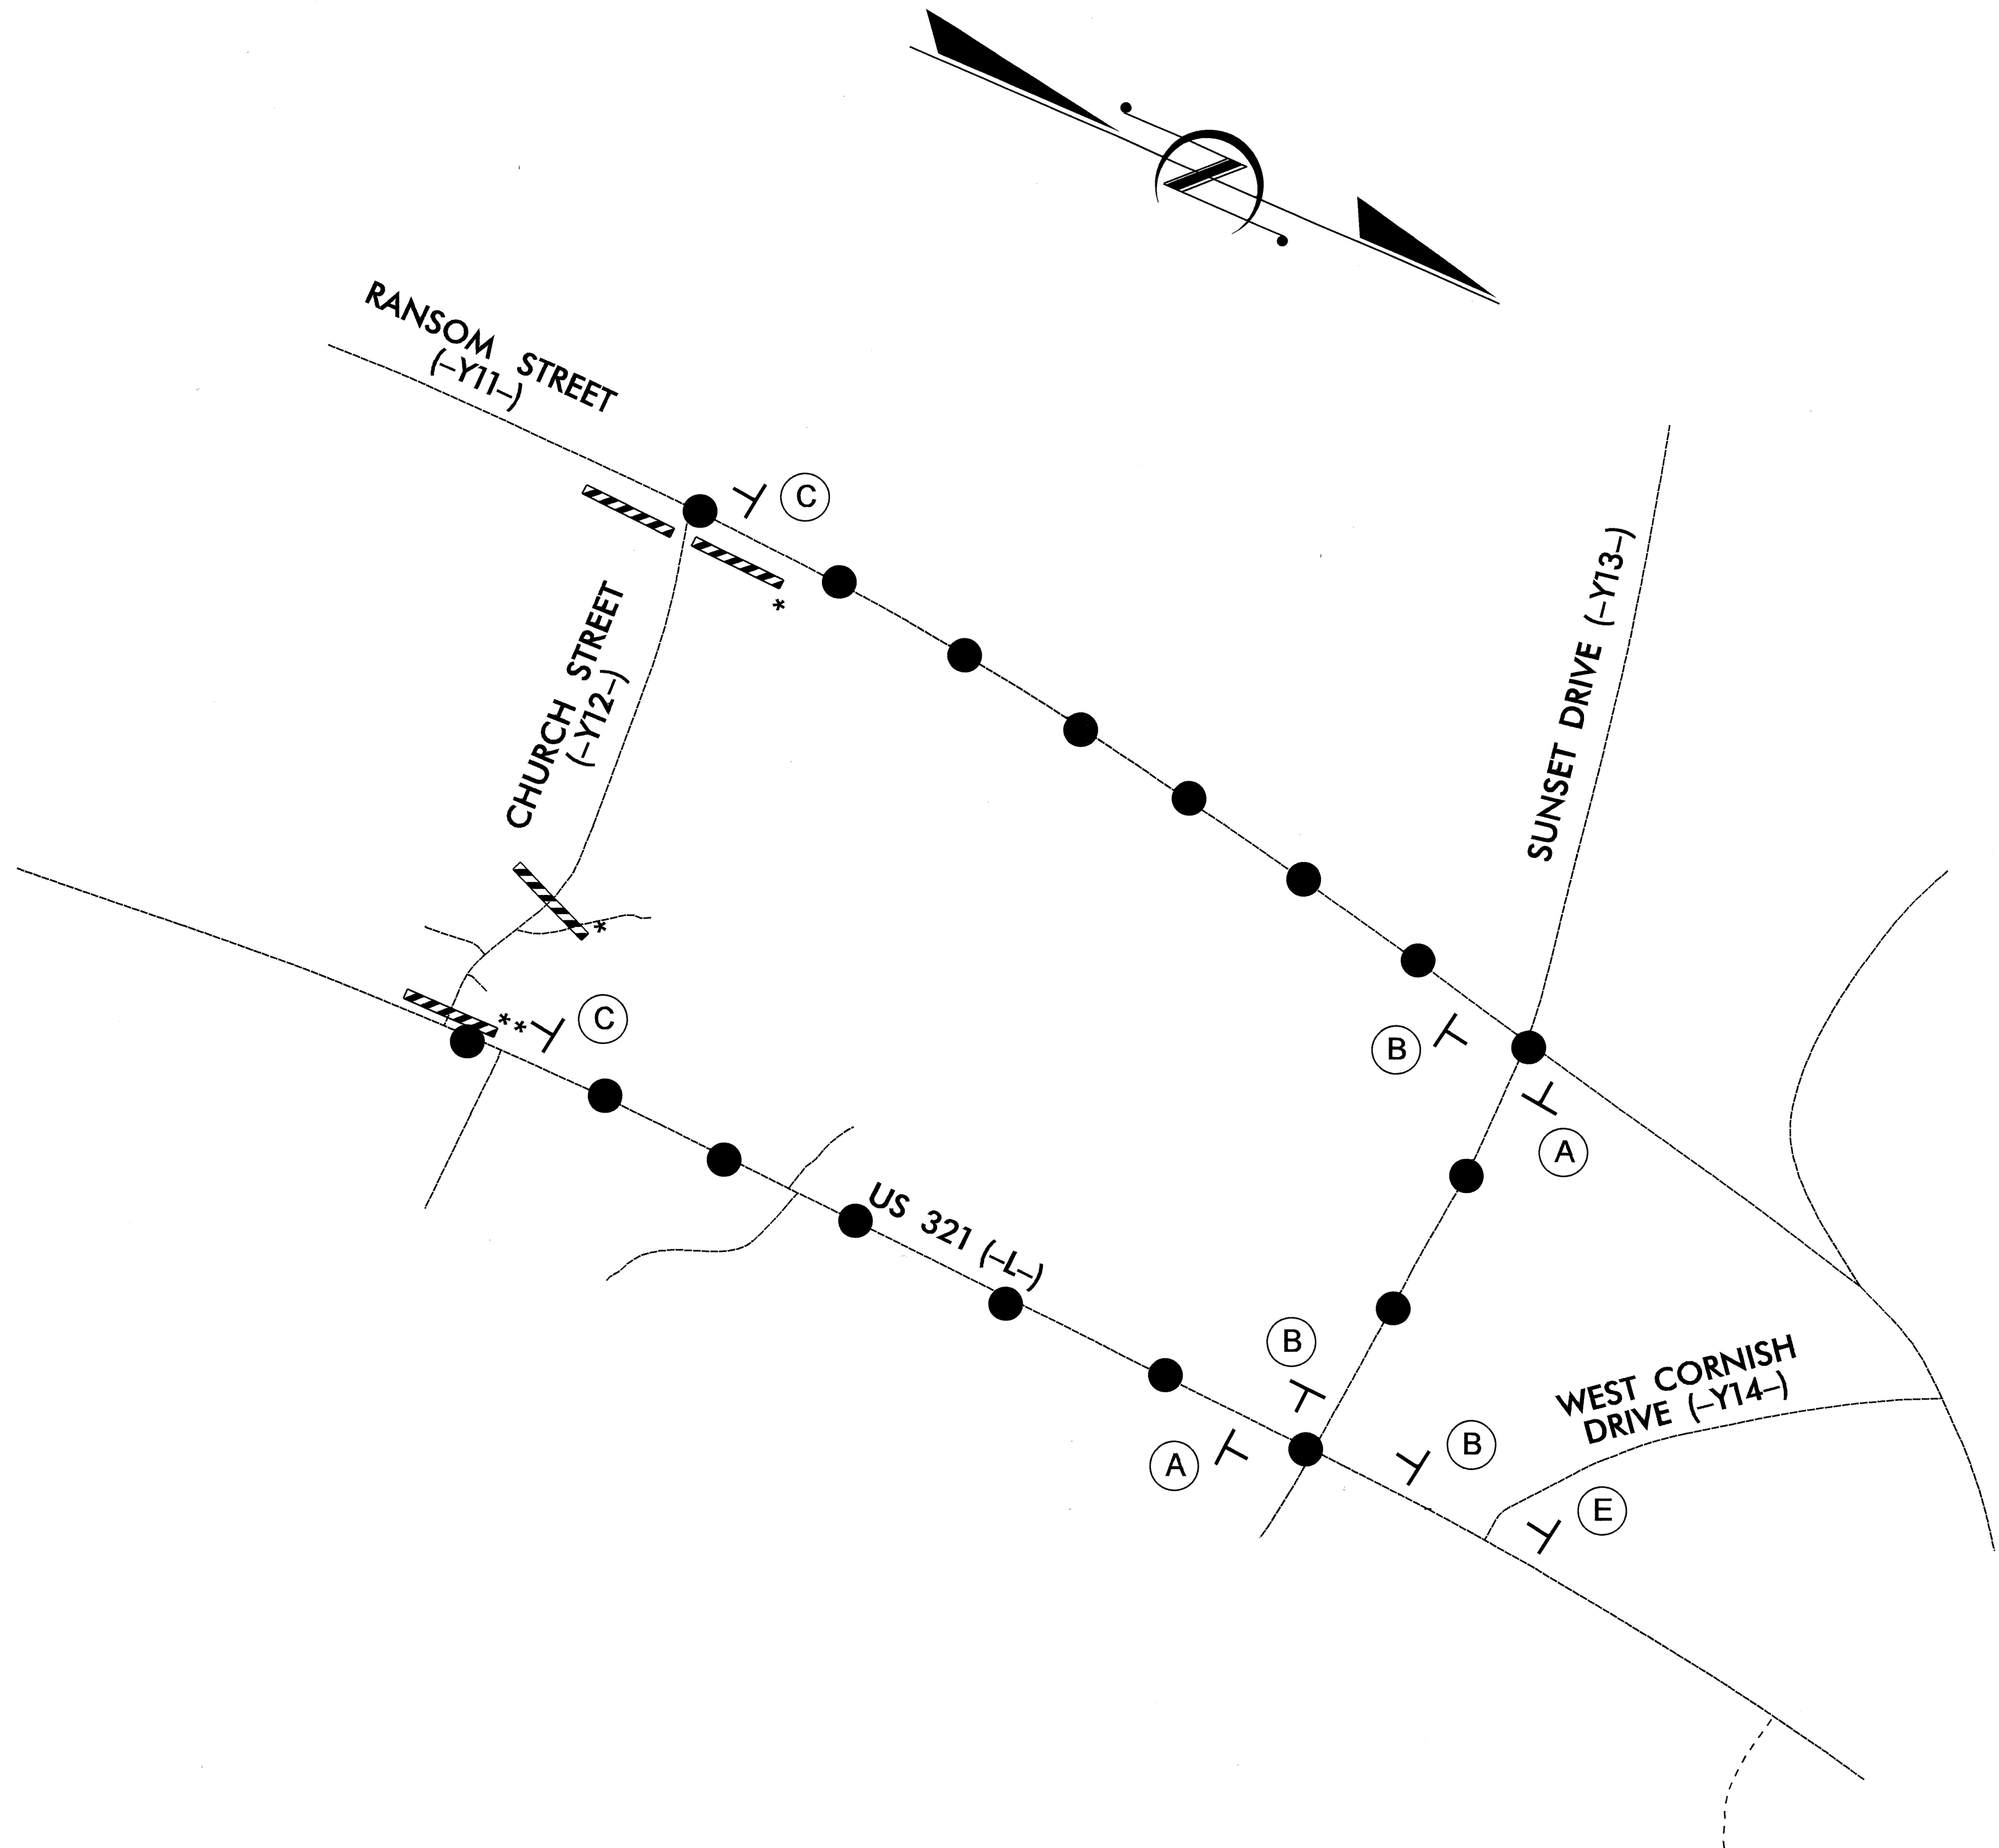 RANSOM STREET
(-Y11-)
C
*
CHURCH STREET
(-Y12-)
SUNSET DRIVE (-Y13-)
*
**
C
B
A
US 321 (-L-)
B
A
B
WEST CORNISH
DRIVE (-Y14-)
E